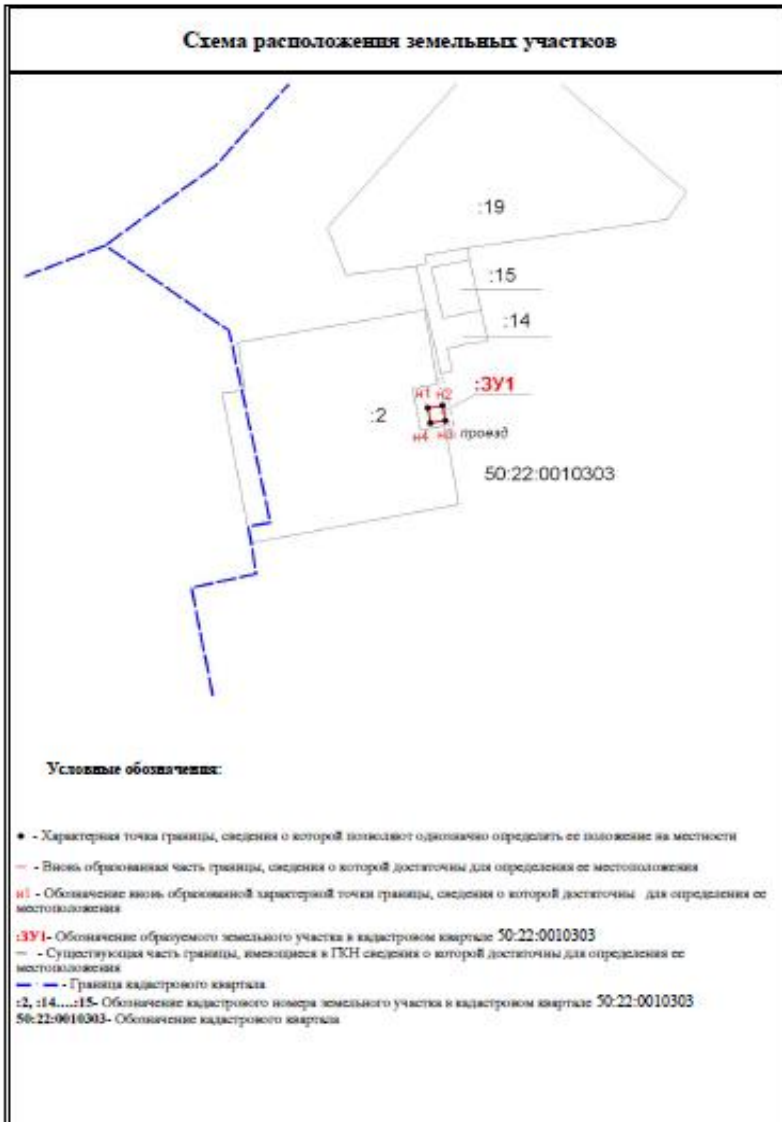 Схема расположения земельных участков
:19
:15
:14
:ЗУ1
н1 н2
:2
н4 н3 проезд
50:22:0010303
Условные обозначения:
• - Характерная точка границы, сведения о которой позволяют однозначно определить ее положение на местности
— - Вновь образованная часть границы, сведения о которой достаточны для определения ее местоположения
н1 - Обозначение вновь образованной характерной точки границы, сведения о которой достаточны для определения ее
местоположения
:ЗУ1- Обозначение образуемого земельного участка в кадастровом квартале 50:22:0010303
— - Существующая часть границы, имеющиеся в ГКН сведения о которой достаточны для определения ее
местоположения
- Граница кадастрового квартала
:2, :14....:15- Обозначение кадастрового номера земельного участка в кадастровом квартале 50:22:0010303
50:22:0010303- Обозначение кадастрового квартала